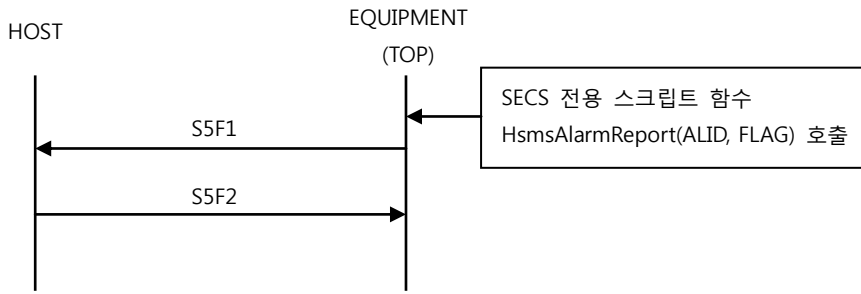 HOST
EQUIPMENT
(TOP)
SECS 전용 스크립트 함수
HsmsAlarmReport(ALID, FLAG) 호출
S5F1
S5F2